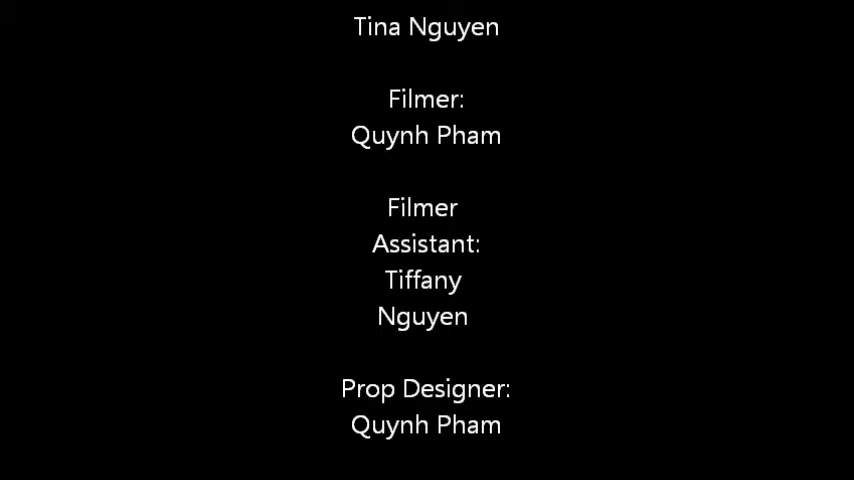 Tina Nguyen
Filmer:
Quynh Pham
Filmer
Assistant:
Tiffany
Nguyen
Prop Designer:
Quynh Pham